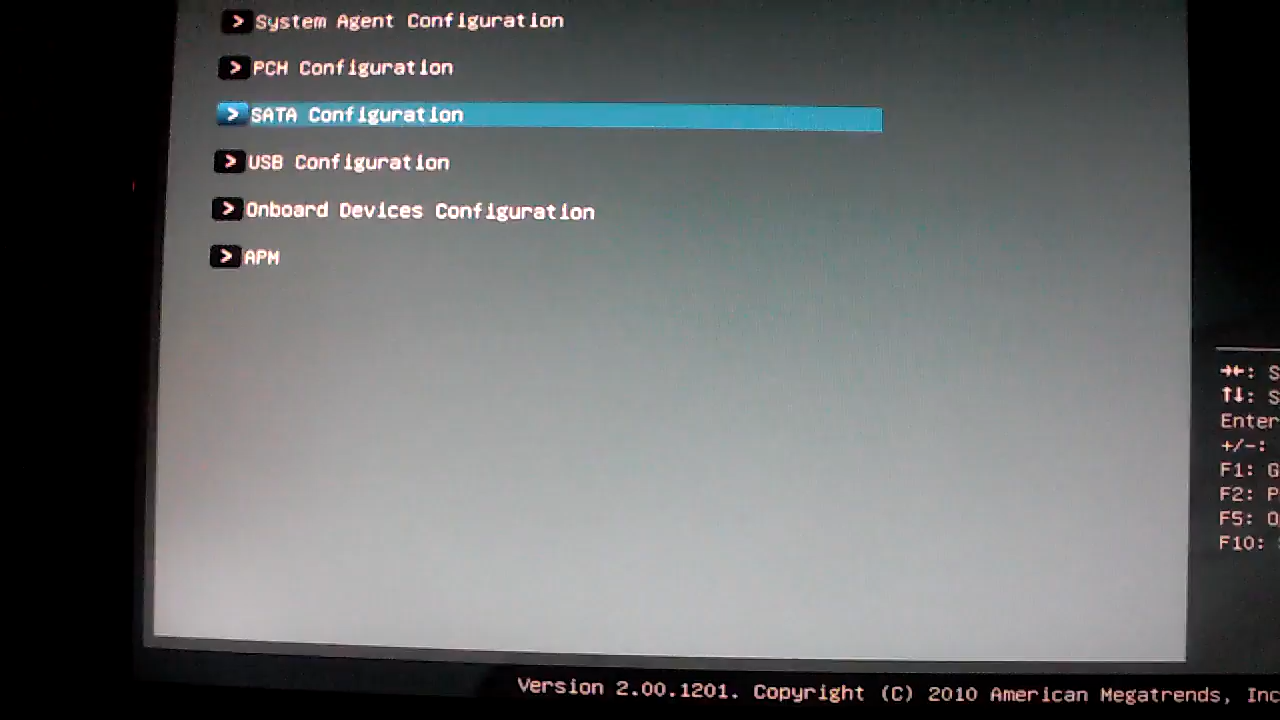 > System Agent Configuration
> PCH Configuration
> SATA Configuration
> USB Configuration
> Onboard Devices Configuration
> APM
→←: S
↑↓: S
Enter
+/-:
F1: G
F2: P
F5: O
F10:
Version 2.00.1201. Copyright (C) 2010 American Megatrends, Inc